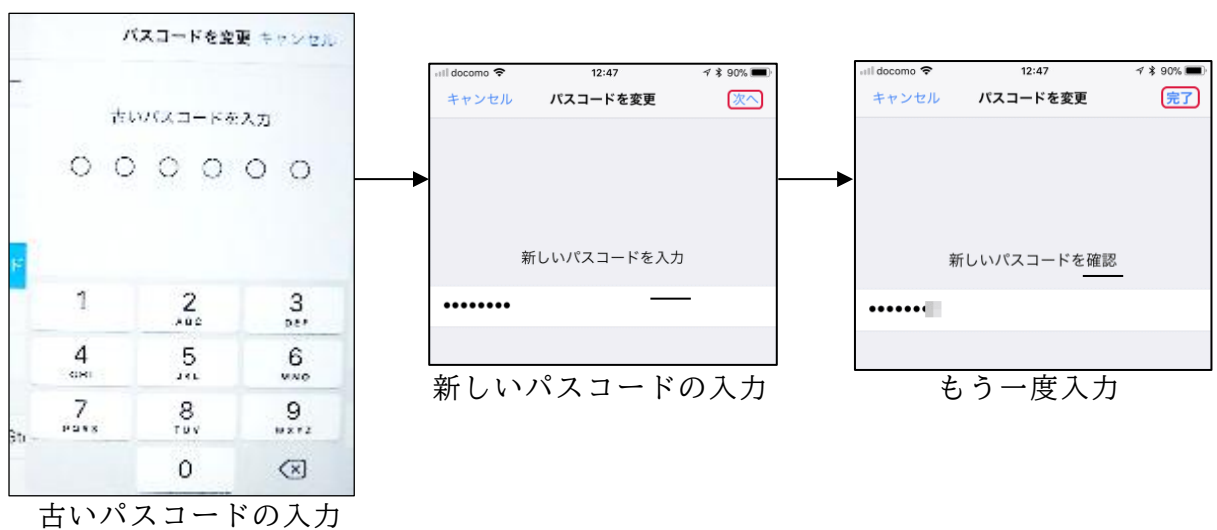 パスコードを変更 キャンセル
古いパスコードを入力
1
2
ABC
3
DEF
4
GHI
5
JKL
6
MNO
7
PQRS
8
TUV
9
WXYZ
0
古いパスコードの入力
docomo 12:47 90%
キャンセル パスコードを変更 次へ
新しいパスコードを入力
新しいパスコードの入力
docomo 12:47 90%
キャンセル パスコードを変更 完了
新しいパスコードを確認
もう一度入力